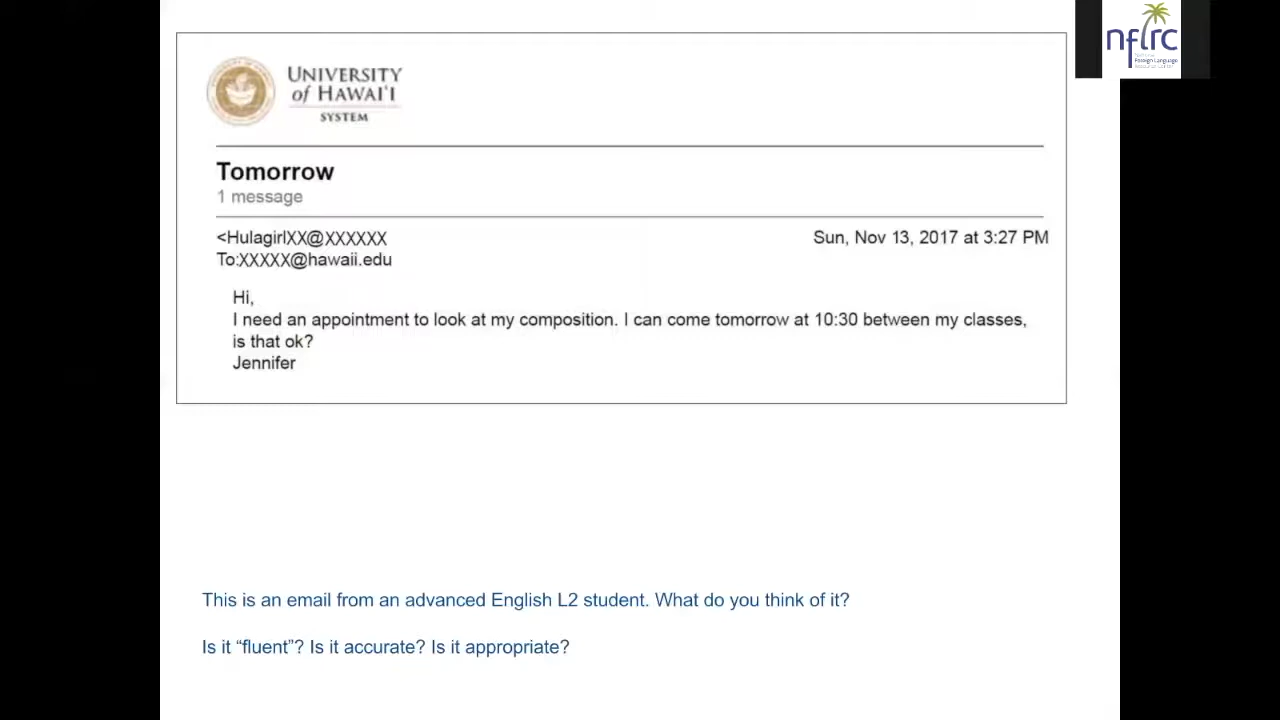 nflrc
Foreign Language
UNIVERSITY
of HAWAI‘I
SYSTEM
Tomorrow
1 message
<HulagirlXX@XXXXXX
Sun, Nov 13, 2017 at 3:27 PM
To:XXXXX@hawaii.edu
Hi,
I need an appointment to look at my composition. I can come tomorrow at 10:30 between my classes,
is that ok?
Jennifer
This is an email from an advanced English L2 student. What do you think of it?
Is it “fluent”? Is it accurate? Is it appropriate?